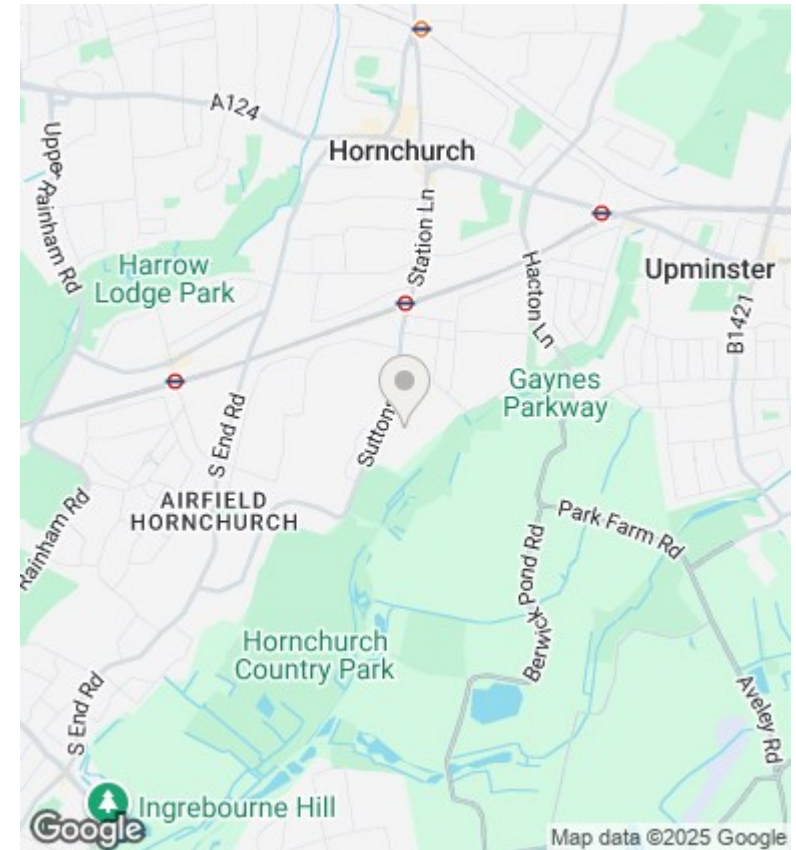 A124
Hornchurch
Upper Rainham Rd
Station Ln
Harrow
Lodge Park
Hacton Ln
Upminster
B1421
Gaynes
Parkway
S End Rd
Suttons
AIRFIELD
HORNCHURCH
Rainham Rd
Park Farm Rd
Berwick Pond Rd
Hornchurch
Country Park
S End Rd
Aveley Rd
Ingrebourne Hill
Google
Map data ©2025 Google